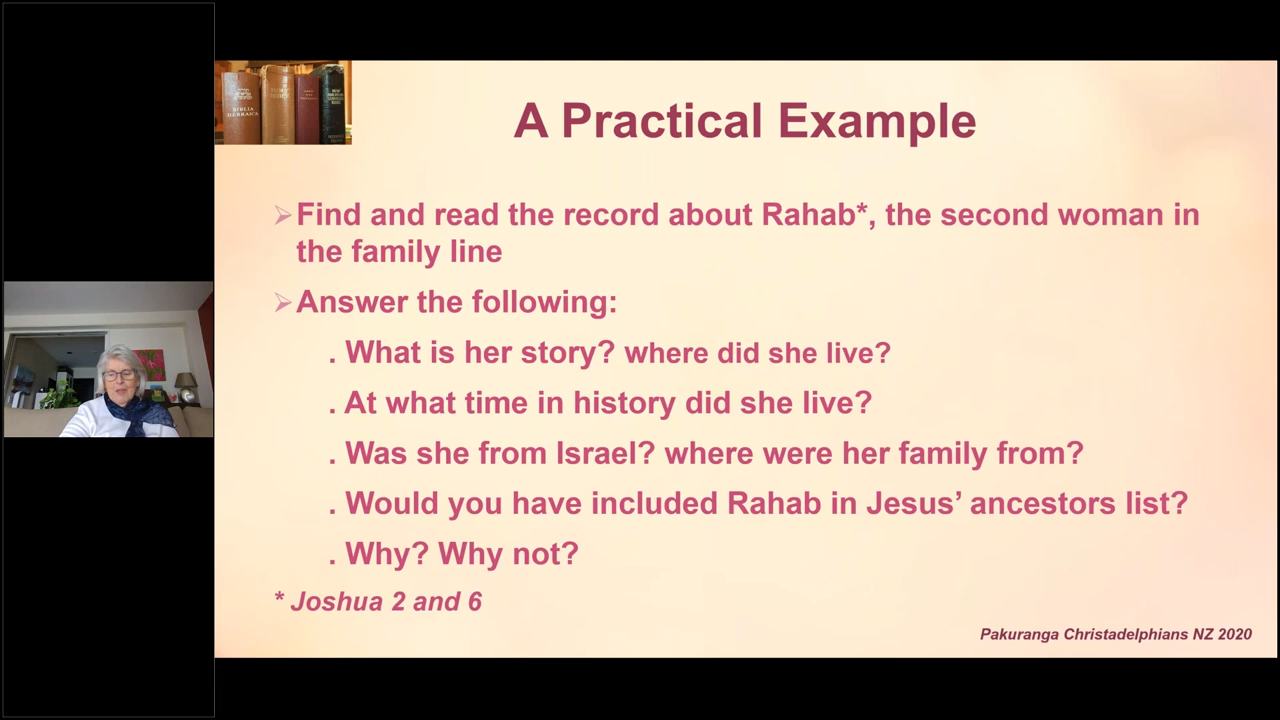 BIBLIA
HEBRAICA
A Practical Example
Find and read the record about Rahab*, the second woman in
the family line
Answer the following:
. What is her story? where did she live?
. At what time in history did she live?
. Was she from Israel? where were her family from?
. Would you have included Rahab in Jesus’ ancestors list?
. Why? Why not?
* Joshua 2 and 6
Pakuranga Christadelphians NZ 2020